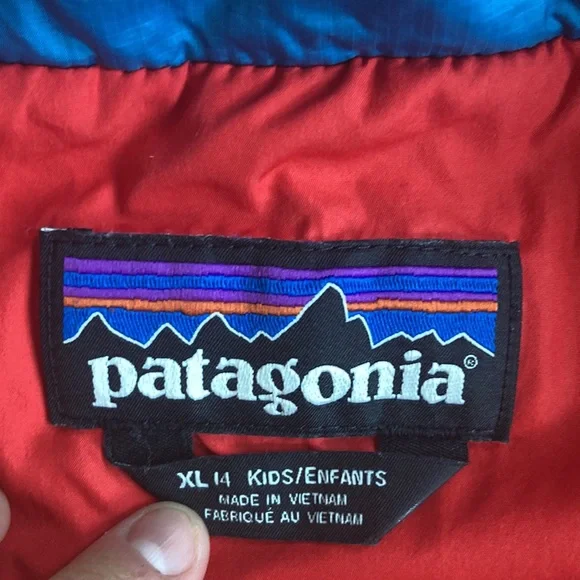 patagonia®
XL 14 KIDS/ENFANTS
MADE IN VIETNAM
FABRIQUÉ AU VIETNAM